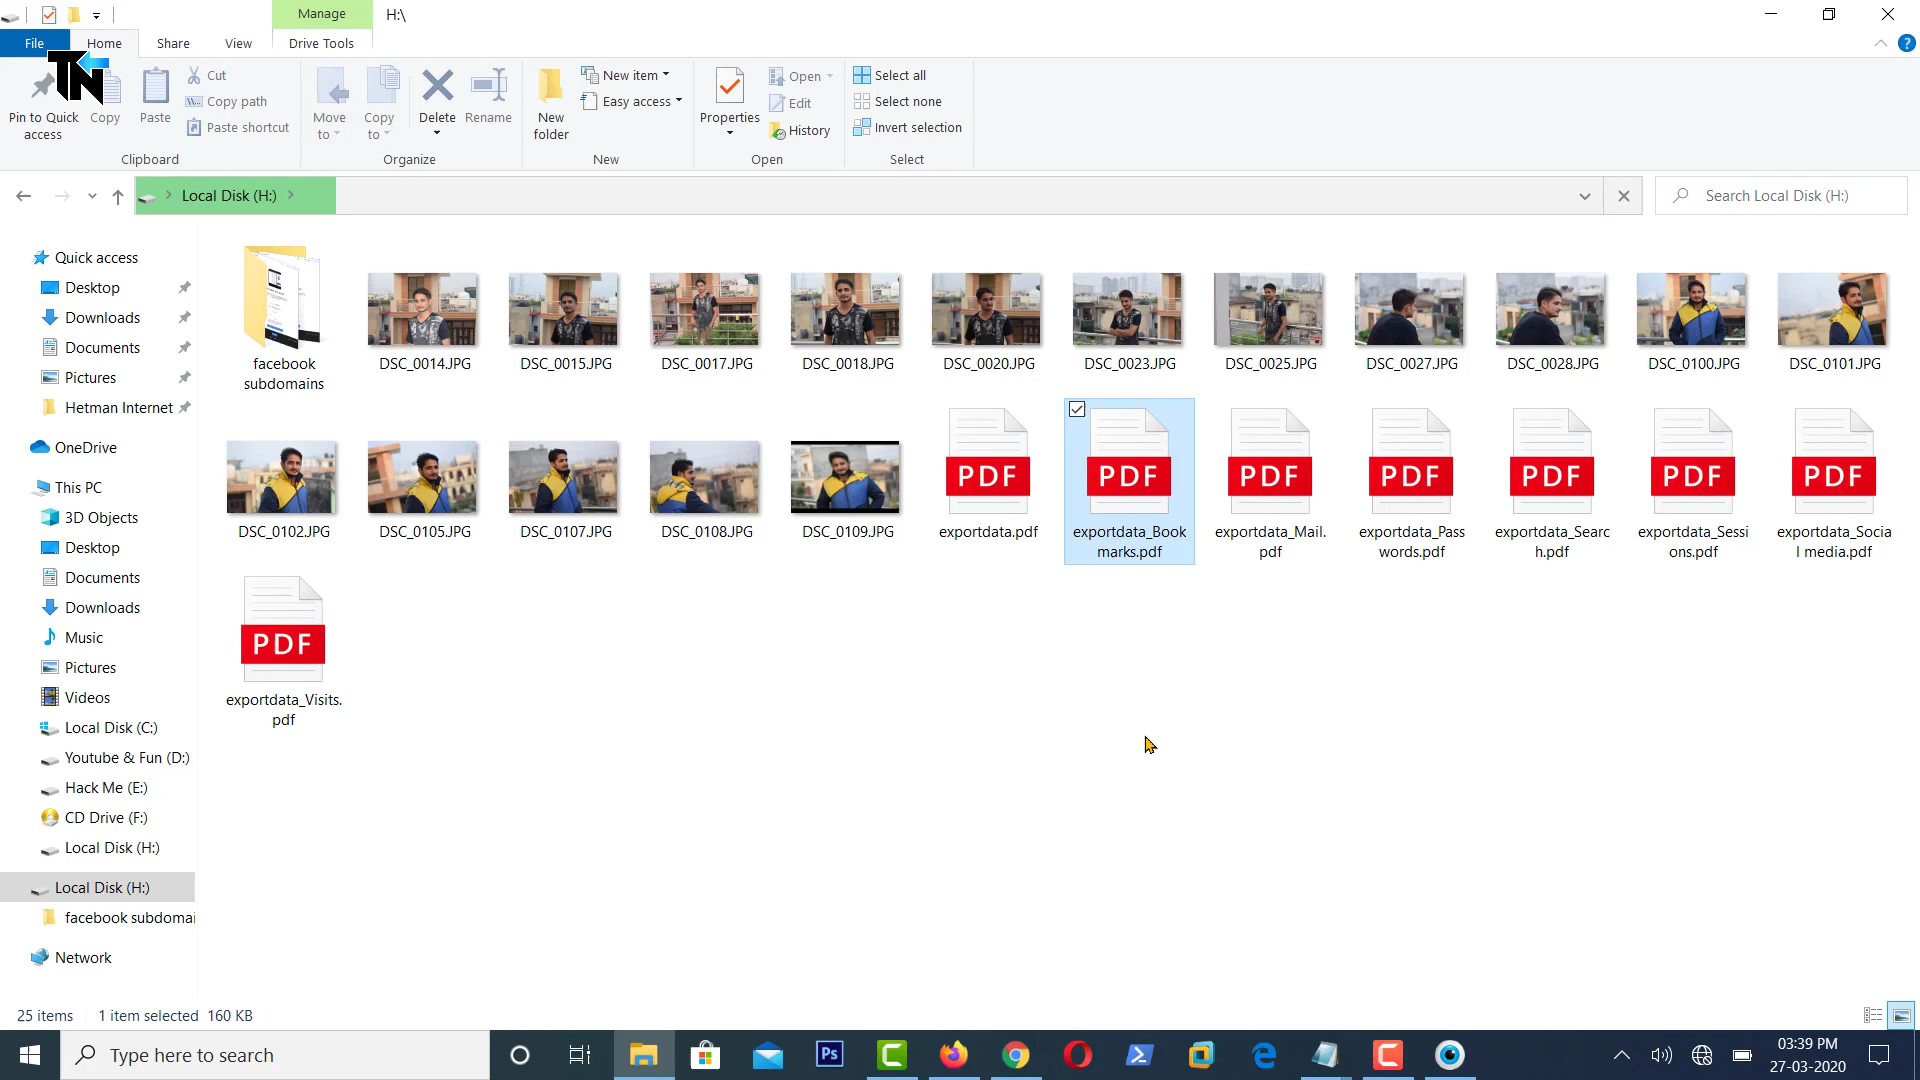 Manage
H:\
File
Home
Share
View
Drive Tools
TN
Pin to Quick access
Copy
Paste
Cut
Copy path
Paste shortcut
Clipboard
Move to
Copy to
Delete
Rename
Organize
New folder
New item
Easy access
New
Properties
Open
Edit
History
Open
Select all
Select none
Invert selection
Select
Local Disk (H:)
Search Local Disk (H:)
Quick access
Desktop
Downloads
Documents
Pictures
Hetman Internet
OneDrive
This PC
3D Objects
Desktop
Documents
Downloads
Music
Pictures
Videos
Local Disk (C:)
Youtube & Fun (D:)
Hack Me (E:)
CD Drive (F:)
Local Disk (H:)
Local Disk (H:)
facebook subdomai
Network
facebook
subdomains
DSC_0014.JPG
DSC_0015.JPG
DSC_0017.JPG
DSC_0018.JPG
DSC_0020.JPG
DSC_0023.JPG
DSC_0025.JPG
DSC_0027.JPG
DSC_0028.JPG
DSC_0100.JPG
DSC_0101.JPG
DSC_0102.JPG
DSC_0105.JPG
DSC_0107.JPG
DSC_0108.JPG
DSC_0109.JPG
PDF
exportdata.pdf
PDF
exportdata_Book
marks.pdf
PDF
exportdata_Mail.
pdf
PDF
exportdata_Pass
words.pdf
PDF
exportdata_Searc
h.pdf
PDF
exportdata_Sessi
ons.pdf
PDF
exportdata_Socia
l media.pdf
PDF
exportdata_Visits.
pdf
25 items
1 item selected 160 KB
Type here to search
Ps
03:39 PM
27-03-2020